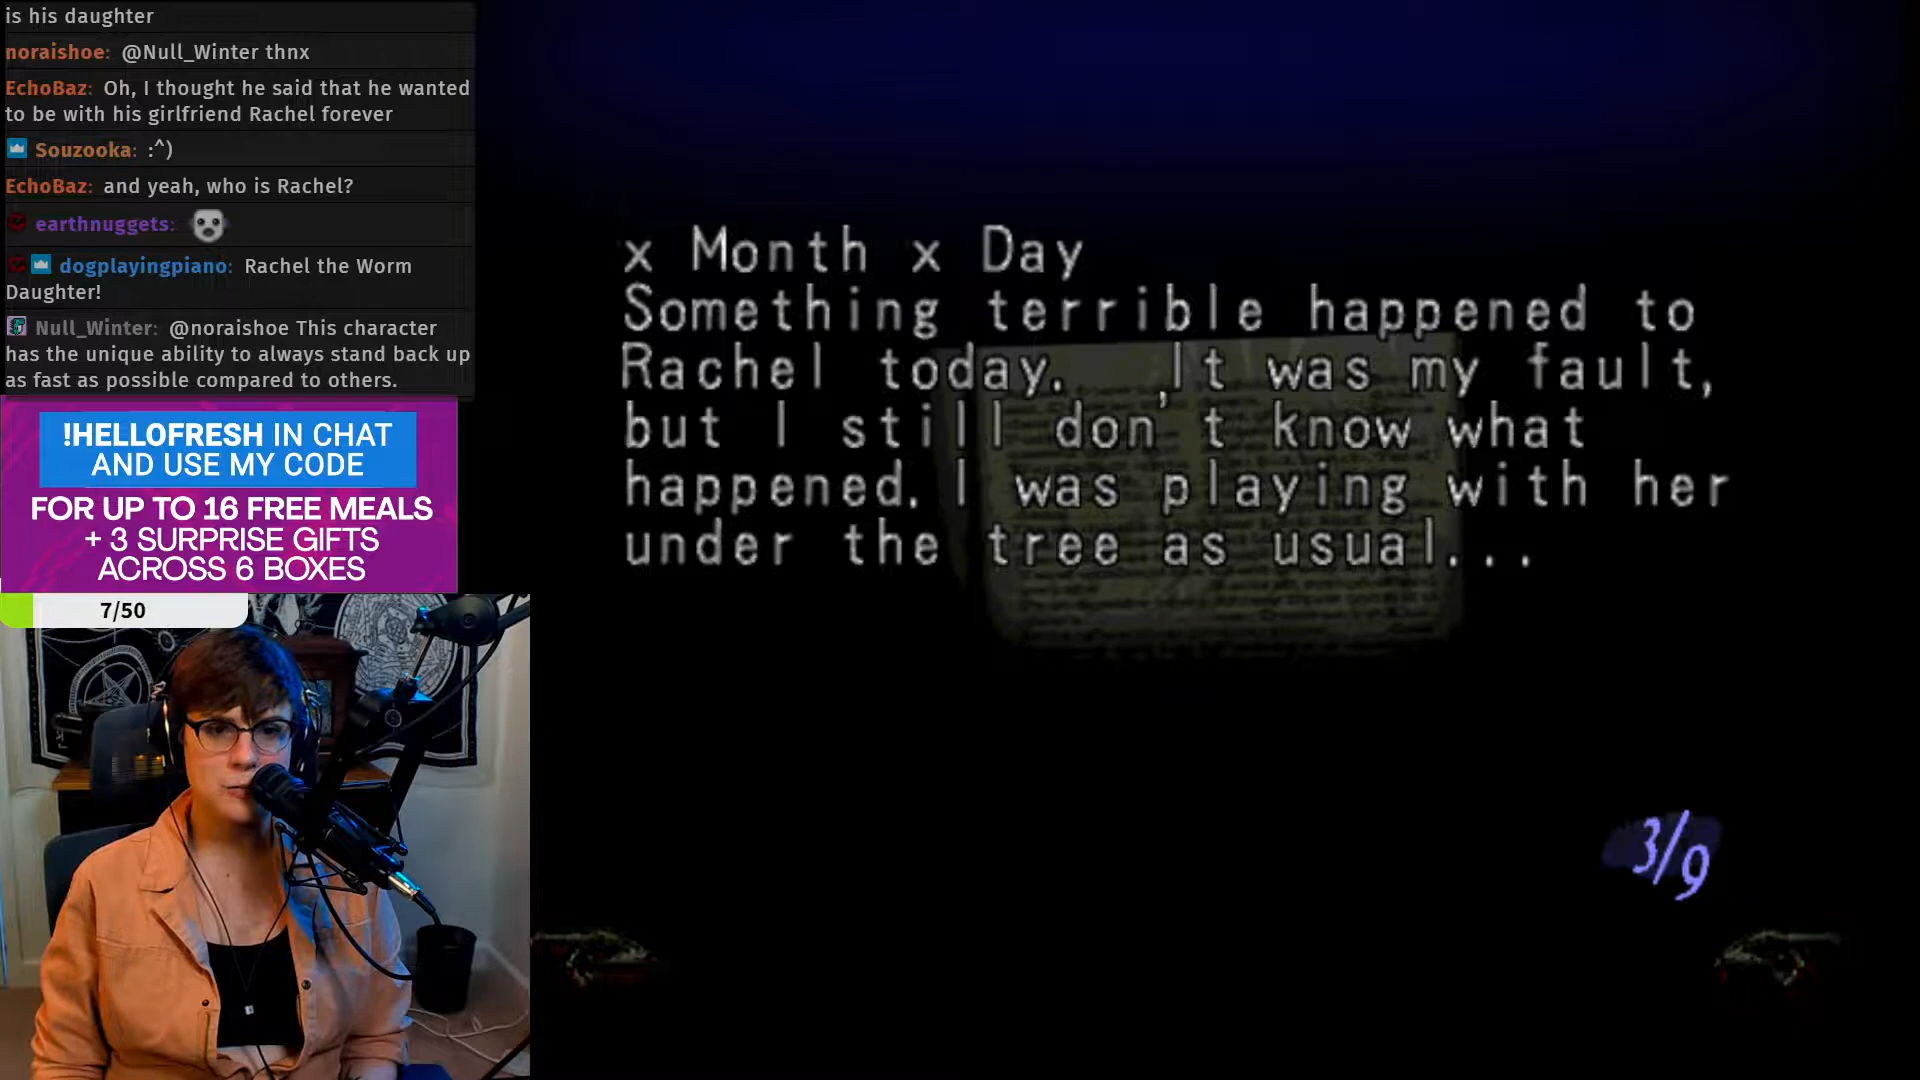 is his daughter
noraishoe: @Null_Winter thnx
EchoBaz: Oh, I thought he said that he wanted
to be with his girlfriend Rachel forever
Souzooka: :^)
EchoBaz: and yeah, who is Rachel?
earthnuggets:
dogplayingpiano: Rachel the Worm
Daughter!
Null_Winter: @noraishoe This character
has the unique ability to always stand back up
as fast as possible compared to others.
!HELLOFRESH IN CHAT
AND USE MY CODE
FOR UP TO 16 FREE MEALS
+ 3 SURPRISE GIFTS
ACROSS 6 BOXES
7/50
x Month x Day
Something terrible happened to
Rachel today. It was my fault,
but I still don't know what
happened. I was playing with her
under the tree as usual...
3/9